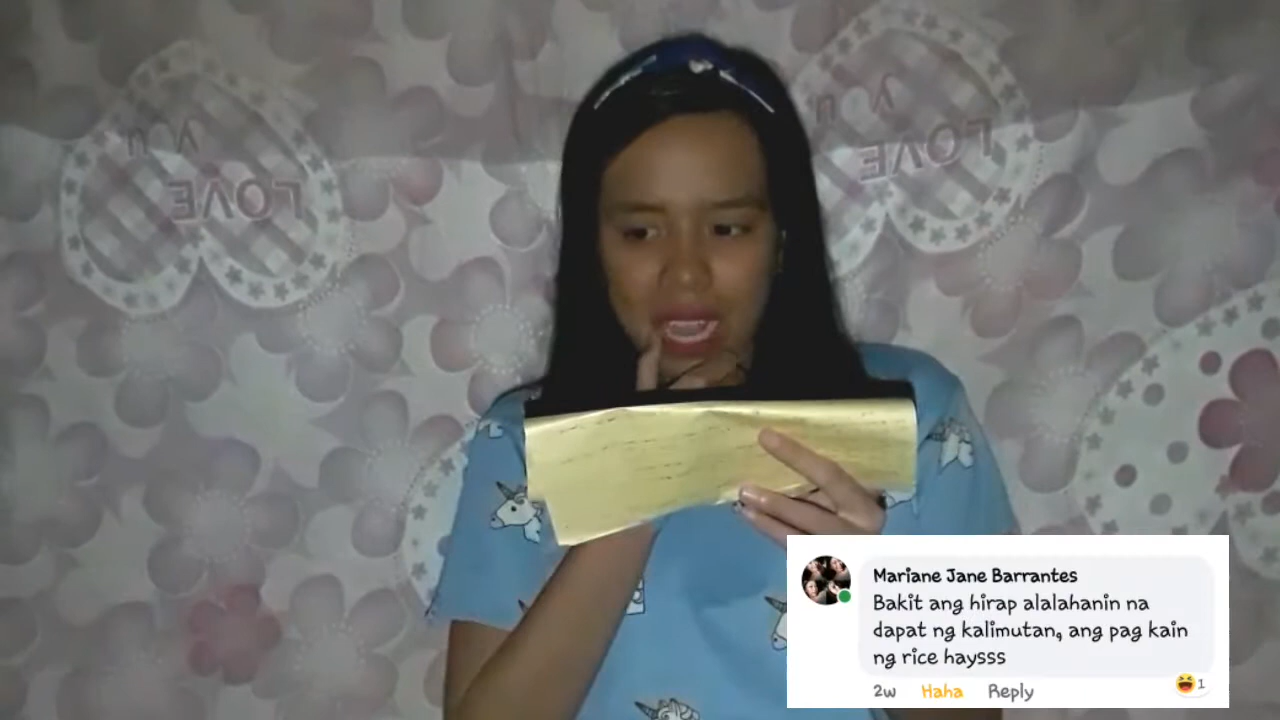 LOVE
LOVE
Mariane Jane Barrantes
Bakit ang hirap alalahanin na
dapat ng kalimutan, ang pag kain
ng rice haysss
2w Haha Reply
1